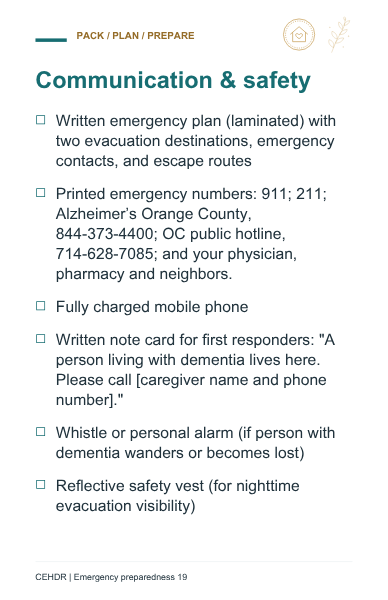 PACK / PLAN / PREPARE
Communication & safety
☐ Written emergency plan (laminated) with
two evacuation destinations, emergency
contacts, and escape routes
☐ Printed emergency numbers: 911; 211;
Alzheimer’s Orange County,
844-373-4400; OC public hotline,
714-628-7085; and your physician,
pharmacy and neighbors.
☐ Fully charged mobile phone
☐ Written note card for first responders: "A
person living with dementia lives here.
Please call [caregiver name and phone
number]."
☐ Whistle or personal alarm (if person with
dementia wanders or becomes lost)
☐ Reflective safety vest (for nighttime
evacuation visibility)
CEHDR | Emergency preparedness 19